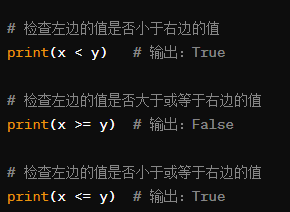 # 检查左边的值是否小于右边的值
print(x < y)   # 输出: True
# 检查左边的值是否大于或等于右边的值
print(x >= y)  # 输出: False
# 检查左边的值是否小于或等于右边的值
print(x <= y)  # 输出: True